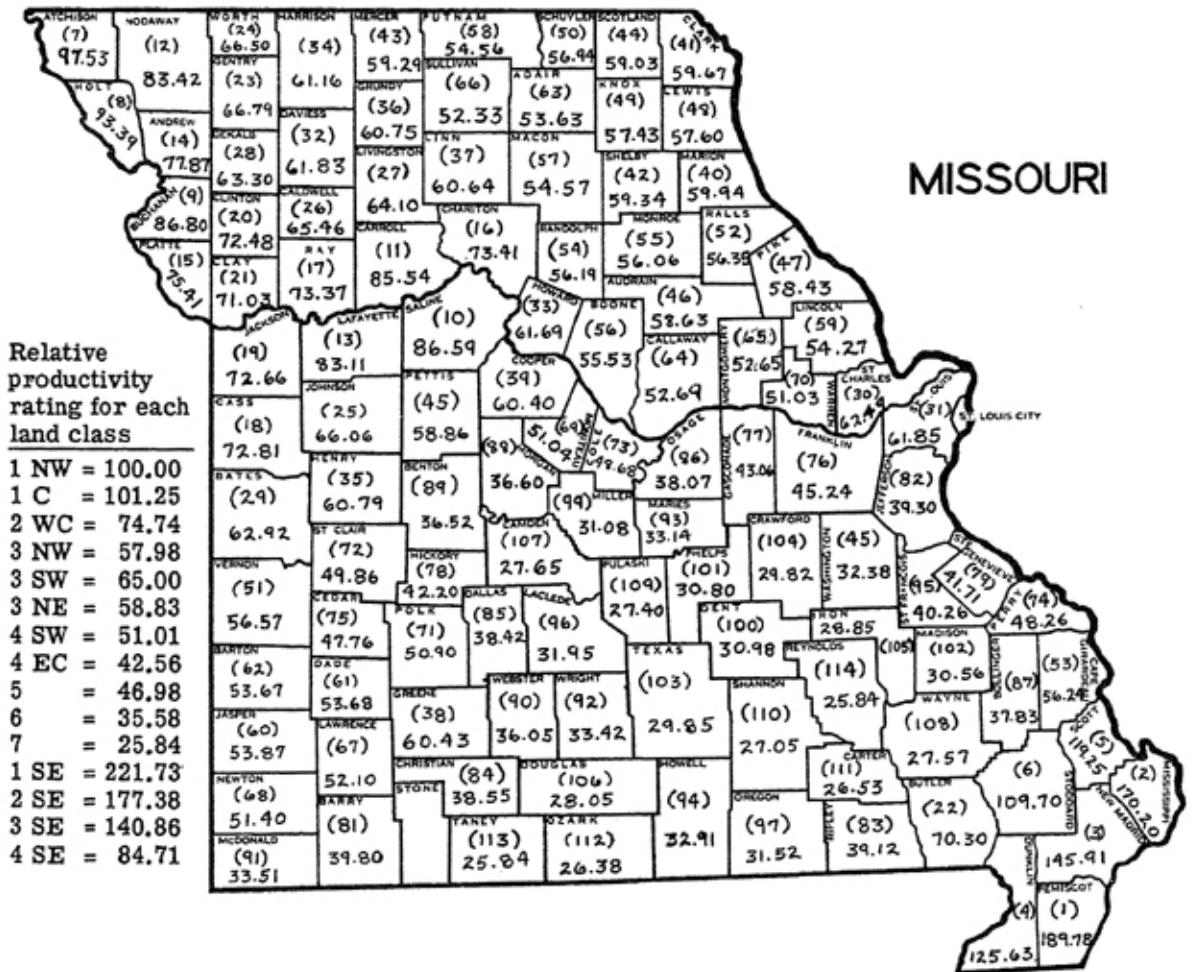 MISSOURI
ATCHISON
(7)
97.53
NODAWAY
(12)
83.42
WORTH
(24)
66.50
HARRISON
(34)
61.16
MERCER
(43)
59.29
PUTNAM
(58)
54.56
SCHUYLER
(50)
56.94
SCOTLAND
(44)
59.03
CLARK
(41)
59.67
HOLT
(8)
93.39
GENTRY
(23)
66.79
GRUNDY
(36)
60.75
SULLIVAN
(66)
52.33
ADAIR
(63)
53.63
KNOX
(49)
57.43
LEWIS
(48)
57.60
ANDREW
(14)
77.87
DEKALB
(28)
63.30
DAVIESS
(32)
61.83
LIVINGSTON
(27)
64.10
LINN
(37)
60.64
MACON
(57)
54.57
SHELBY
(42)
59.34
MARION
(40)
59.94
BUCHANAN
(9)
86.80
CLINTON
(20)
72.48
CALDWELL
(26)
65.46
CARROLL
(11)
85.54
CHARITON
(16)
73.41
RANDOLPH
(54)
56.19
MONROE
(55)
56.06
RALLS
(52)
56.35
PIKE
(47)
58.43
PLATTE
(15)
75.41
CLAY
(21)
71.03
RAY
(17)
73.37
HOWARD
(33)
61.69
BOONE
(56)
55.53
AUDRAIN
(46)
58.63
LINCOLN
(59)
54.27
JACKSON
(19)
72.66
LAFAYETTE
(13)
83.11
SALINE
(10)
86.59
COOPER
(39)
60.40
CALLAWAY
(64)
52.69
MONTGOMERY
(65)
52.65
(70)
51.03
WARREN
ST
CHARLES
(30)
ST. LOUIS
(31)
61.85
ST. LOUIS CITY
Relative
productivity
rating for each
land class
1 NW = 100.00
1 C = 101.25
2 WC = 74.74
3 NW = 57.98
3 SW = 65.00
3 NE = 58.83
4 SW = 51.01
4 EC = 42.56
5 = 46.98
6 = 35.58
7 = 25.84
1 SE = 221.73
2 SE = 177.38
3 SE = 140.86
4 SE = 84.71
CASS
(18)
72.81
JOHNSON
(25)
66.06
PETTIS
(45)
58.86
MORGAN
(88)
36.60
MONITEAU
(69)
51.04
COLE
(73)
48.68
OSAGE
(86)
38.07
GASCONADE
(77)
43.06
FRANKLIN
(76)
45.24
JEFFERSON
(82)
39.30
BATES
(29)
62.92
HENRY
(35)
60.79
BENTON
(89)
36.52
MILLER
(99)
31.08
MARIES
(93)
33.14
CRAWFORD
(104)
29.82
WASHINGTON
(45)
32.38
STE
GENEVIEVE
(79)
41.71
ST FRANCOIS
40.26
PERRY
(74)
48.26
VERNON
(51)
56.57
ST CLAIR
(72)
49.86
HICKORY
(78)
42.20
CAMDEN
(107)
27.65
PULASKI
(109)
27.40
PHELPS
(101)
30.80
DENT
(100)
30.98
IRON
28.85
(105)
MADISON
(102)
30.56
BOLLINGER
(87)
37.83
CAPE
GIRARDEAU
(53)
BARTON
(62)
53.67
CEDAR
(75)
47.76
POLK
(71)
50.90
DALLAS
(85)
38.42
LACLEDE
(96)
31.95
TEXAS
(103)
29.85
REYNOLDS
(114)
25.84
WAYNE
(108)
27.57
DADE
(61)
53.68
JASPER
(60)
53.87
LAWRENCE
(67)
52.10
GREENE
(38)
60.43
WEBSTER
(90)
36.05
WRIGHT
(92)
33.42
SHANNON
(110)
27.05
CARTER
(111)
26.53
SCOTT
(5)
119.25
MISSISSIPPI
(2)
170.20
NEWTON
(68)
51.40
CHRISTIAN
(84)
38.55
DOUGLAS
(106)
28.05
HOWELL
(94)
32.91
OREGON
(97)
31.52
RIPLEY
(83)
39.12
BUTLER
(22)
70.30
STODDARD
(6)
109.70
NEW MADRID
(3)
145.91
MCDONALD
(91)
33.51
BARRY
(81)
39.80
STONE
TANEY
(113)
25.84
OZARK
(112)
26.38
DUNKLIN
(4)
125.63
PEMISCOT
(1)
189.78